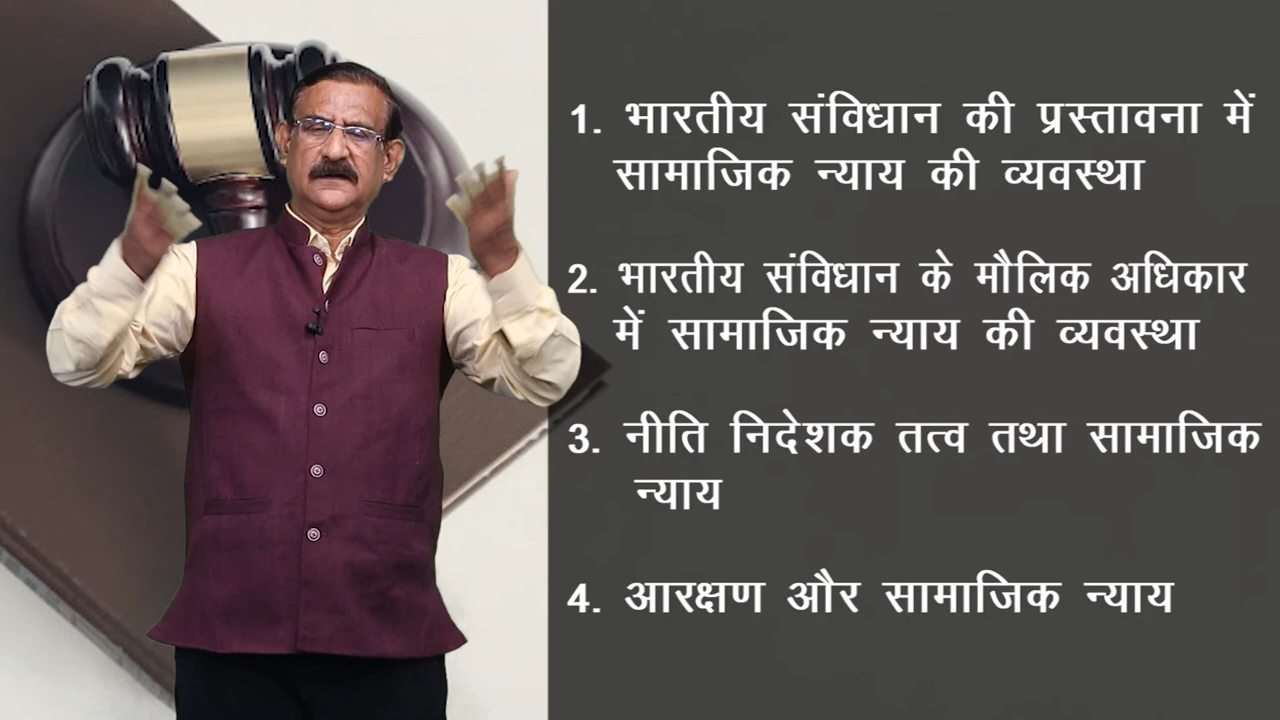 1. भारतीय संविधान की प्रस्तावना में
सामाजिक न्याय की व्यवस्था
2. भारतीय संविधान के मौलिक अधिकार
में सामाजिक न्याय की व्यवस्था
3. नीति निदेशक तत्व तथा सामाजिक
न्याय
4. आरक्षण और सामाजिक न्याय